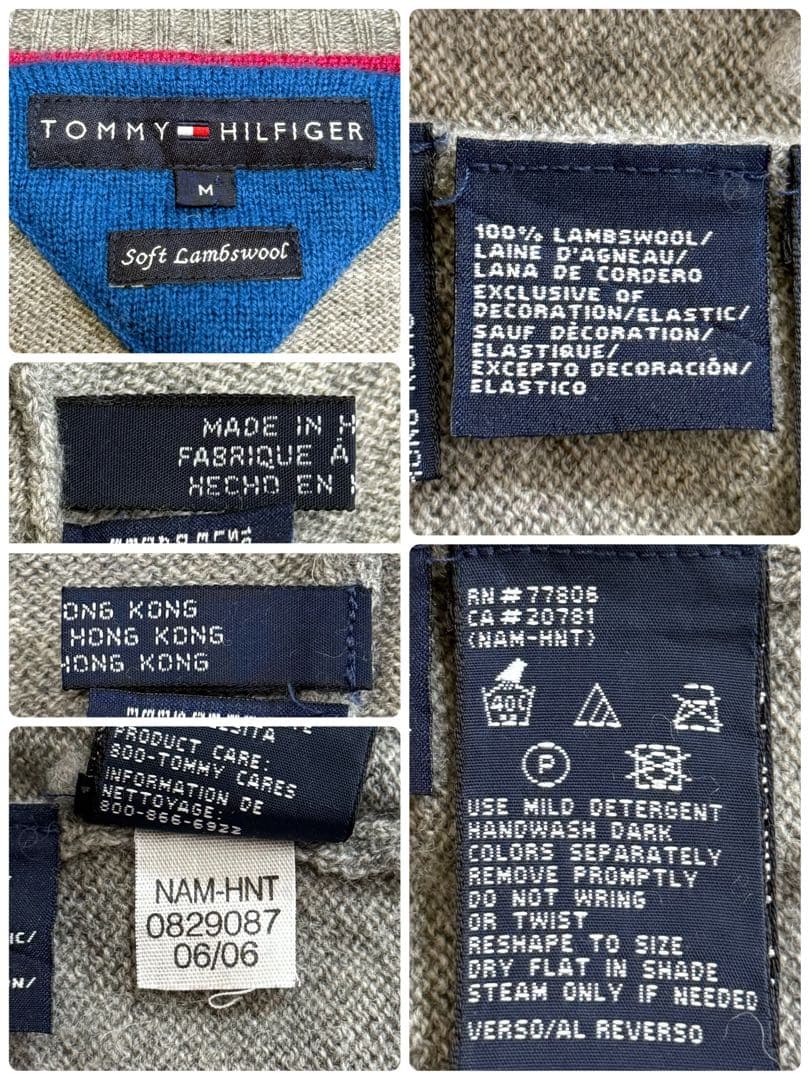 TOMMY HILFIGER
M
Soft Lambswool
MADE IN H
FABRIQUE À
HECHO EN
ONG KONG
HONG KONG
HONG KONG
PRODUCT CARE:
800-TOMMY CARES
INFORMATION DE
NETTOYAGE:
800-866-6922
NAM-HNT
0829087
06/06
100% LAMBSWOOL/
LAINE D'AGNEAU/
LANA DE CORDERO
EXCLUSIVE OF
DECORATION/ELASTIC/
SAUF DÉCORATION/
ELASTIQUE/
EXCEPTO DECORACIÓN/
ELASTICO
RN # 77806
CA # 20781
(NAM-HNT)
40°
P
USE MILD DETERGENT
HANDWASH DARK
COLORS SEPARATELY
REMOVE PROMPTLY
DO NOT WRING
OR TWIST
RESHAPE TO SIZE
DRY FLAT IN SHADE
STEAM ONLY IF NEEDED
VERSO/AL REVERSO